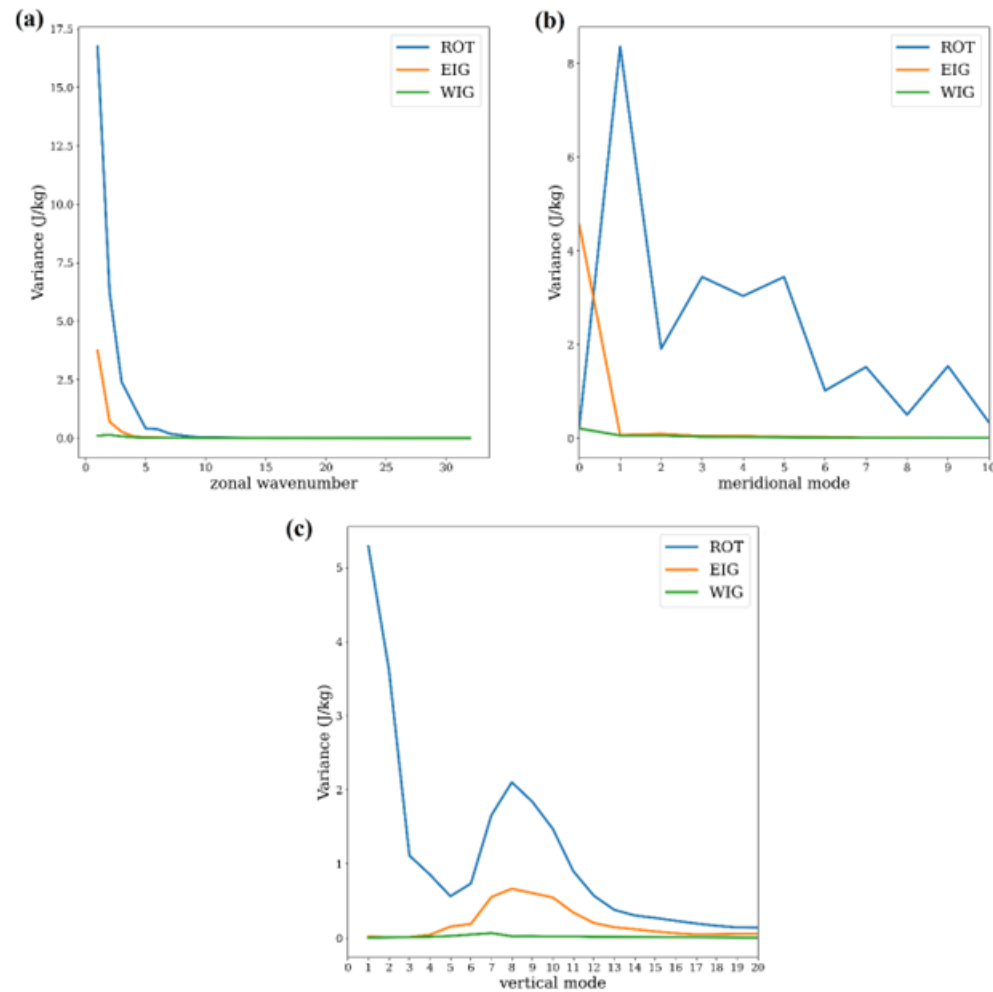 (a)
17.5
15.0
12.5
10.0
7.5
5.0
2.5
0.0
Variance (J/kg)
0 5 10 15 20 25 30
zonal wavenumber
ROT
EIG
WIG
(b)
8
6
4
2
0
Variance (J/kg)
0 1 2 3 4 5 6 7 8 9 10
meridional mode
ROT
EIG
WIG
(c)
5
4
3
2
1
0
Variance (J/kg)
0 1 2 3 4 5 6 7 8 9 10 11 12 13 14 15 16 17 18 19 20
vertical mode
ROT
EIG
WIG